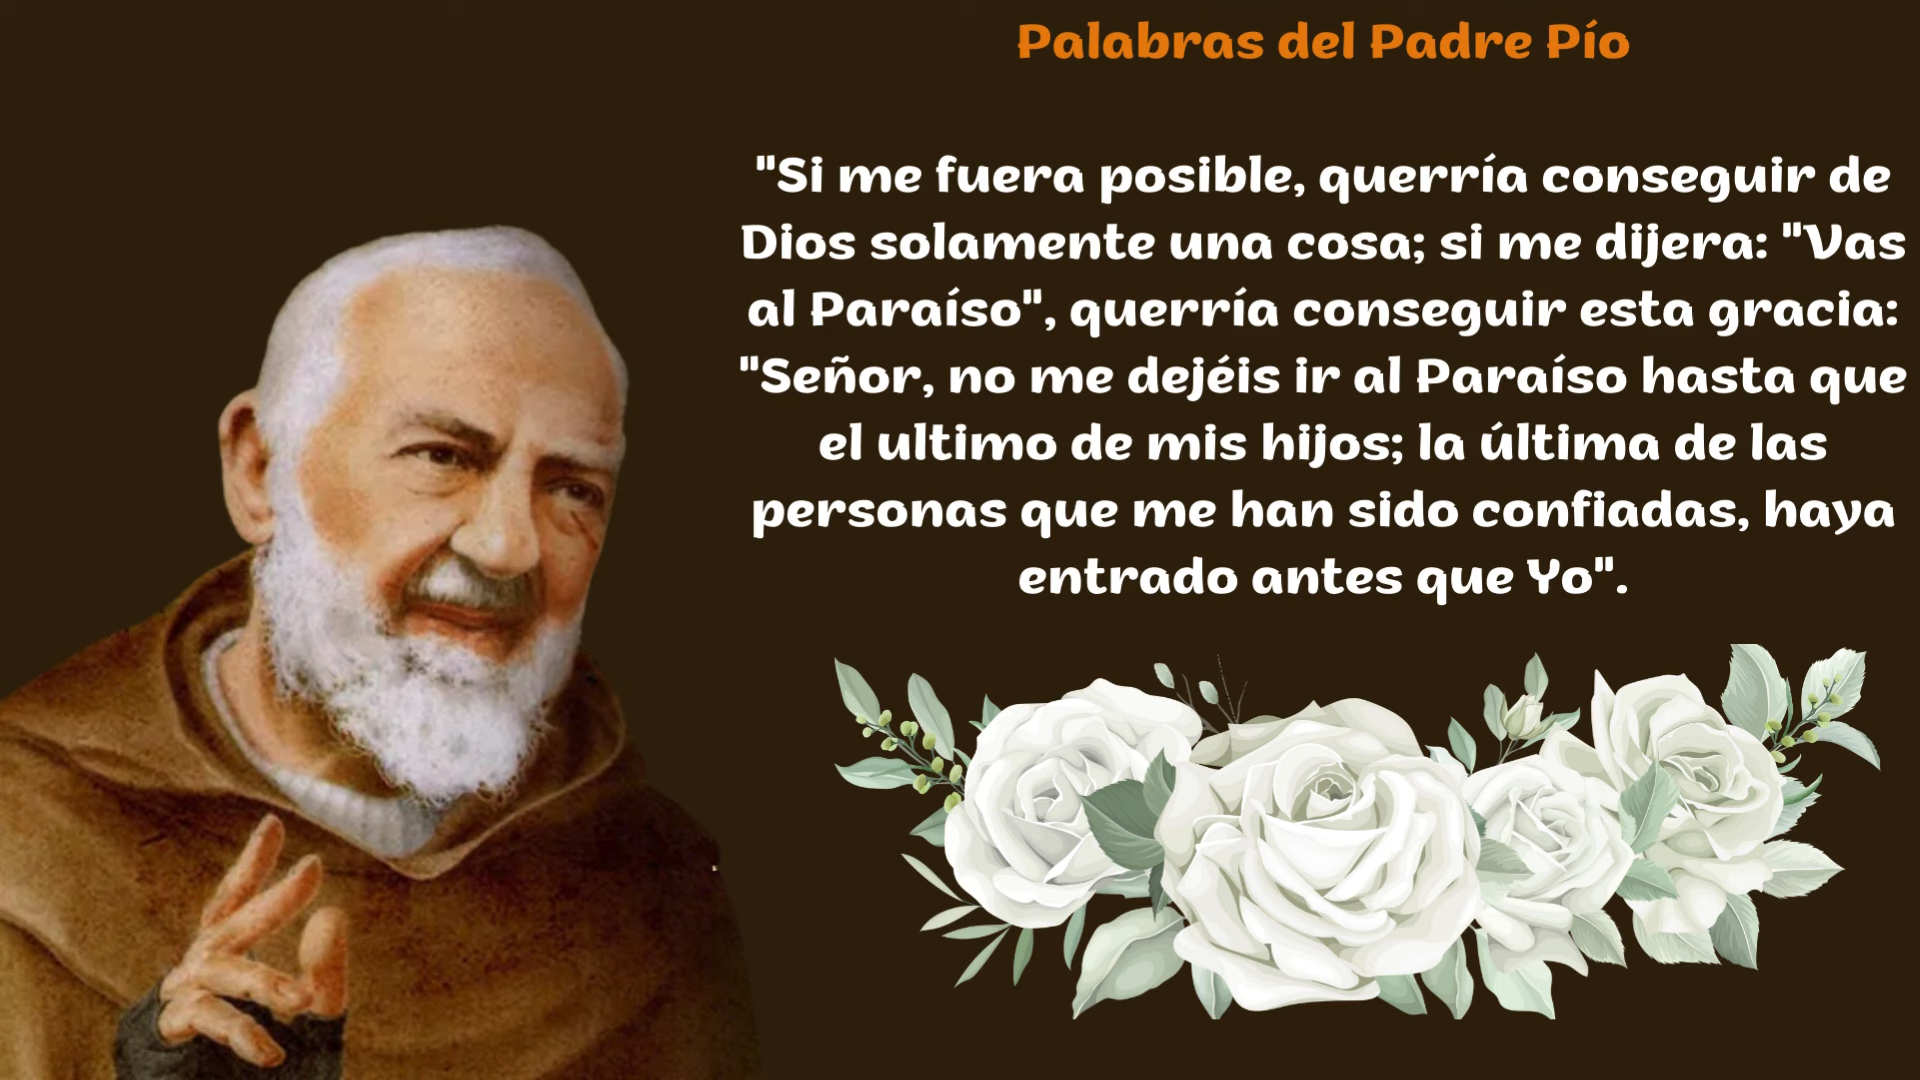 Palabras del Padre Pío
"Si me fuera posible, querría conseguir de
Dios solamente una cosa; si me dijera: "Vas
al Paraíso", querría conseguir esta gracia:
"Señor, no me dejéis ir al Paraíso hasta que
el ultimo de mis hijos; la última de las
personas que me han sido confiadas, haya
entrado antes que Yo".